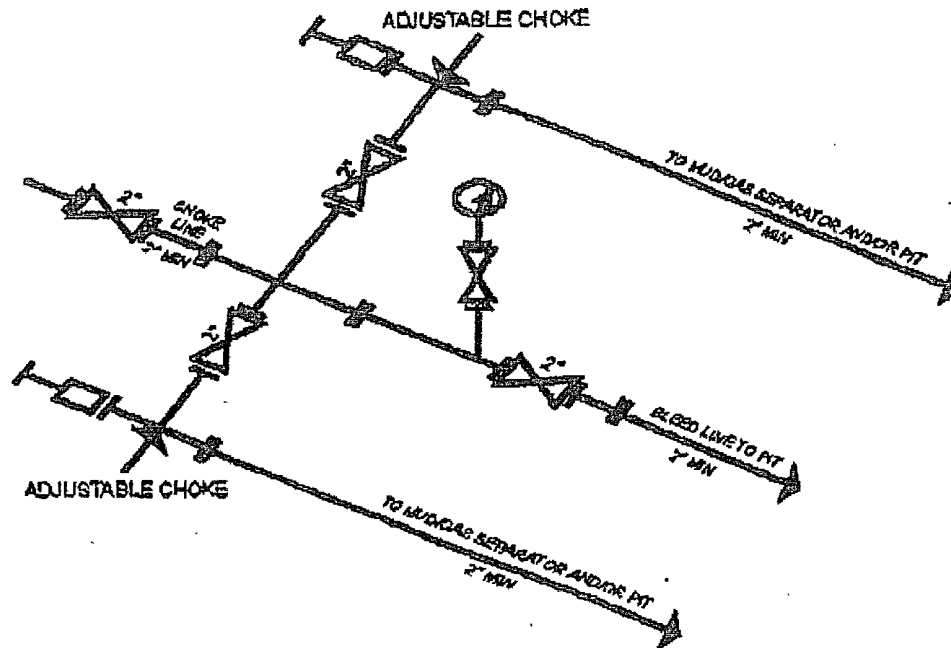 ADJUSTABLE CHOKE
TO MUD/GAS SEPARATOR AND/OR PIT
2" MIN
2"
2"
CHOKE
LINE
2" MIN
2"
2"
BLEED LINE TO PIT
2" MIN
ADJUSTABLE CHOKE
TO MUD/GAS SEPARATOR AND/OR PIT
2" MIN